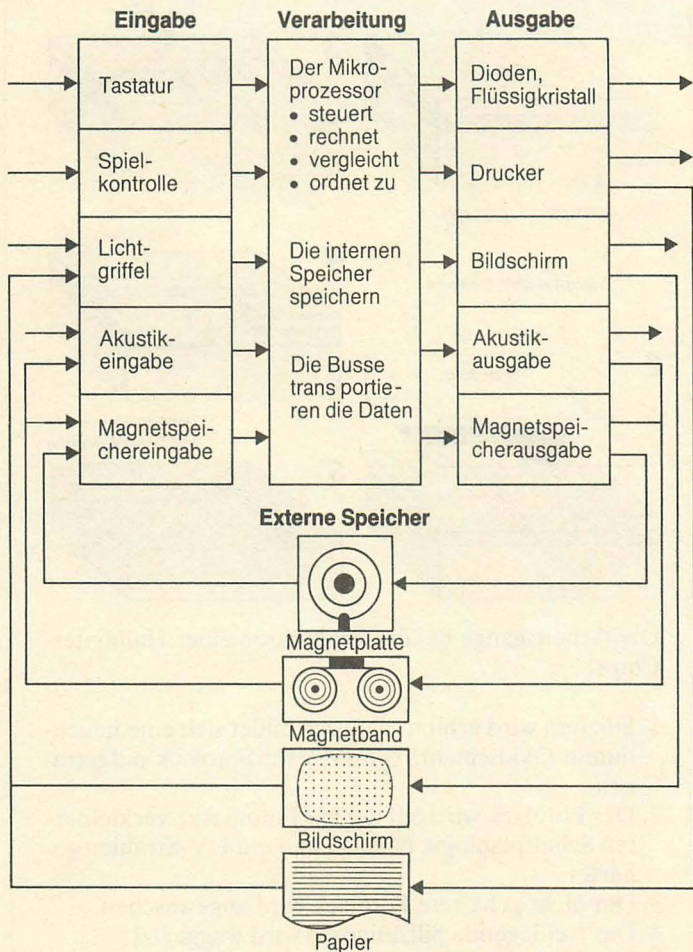 Eingabe
Verarbeitung
Ausgabe
Tastatur
Spiel-
kontrolle
Licht-
griffel
Akustik-
eingabe
Magnetspei-
chereingabe
Der Mikro-
prozessor
• steuert
• rechnet
• vergleicht
• ordnet zu
Die internen
Speicher
speichern
Die Busse
trans portie-
ren die Daten
Dioden,
Flüssigkristall
Drucker
Bildschirm
Akustik-
ausgabe
Magnetspei-
cherausgabe
Externe Speicher
Magnetplatte
Magnetband
Bildschirm
Papier